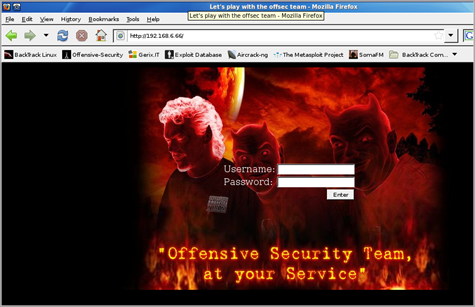 Let's play with the offsec team - Mozilla Firefox
Let's play with the offsec team - Mozilla Firefox
File Edit View History Bookmarks Tools Help
http://192.168.6.66/
BackTrack Linux Offensive-Security Gerix.IT Exploit Database Aircrack-ng The Metasploit Project SomaFM BackTrack Com...
Username:
Password:
Enter
"Offensive Security Team,
at your Service"